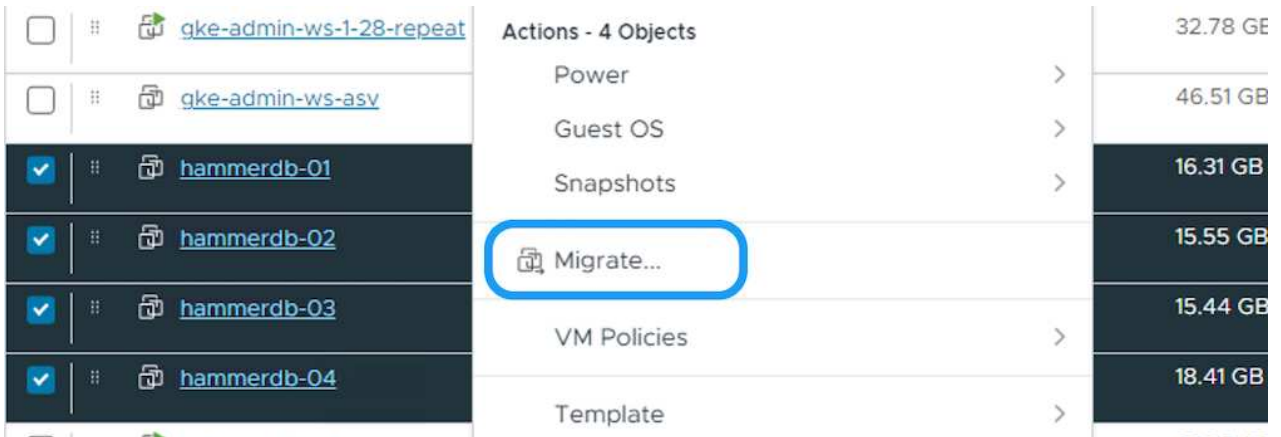 gke-admin-ws-1-28-repeat
Actions - 4 Objects
32.78 GB
Power
gke-admin-ws-asv
46.51 GB
Guest OS
hammerdb-01
16.31 GB
Snapshots
hammerdb-02
15.55 GB
Migrate...
hammerdb-03
15.44 GB
VM Policies
hammerdb-04
18.41 GB
Template